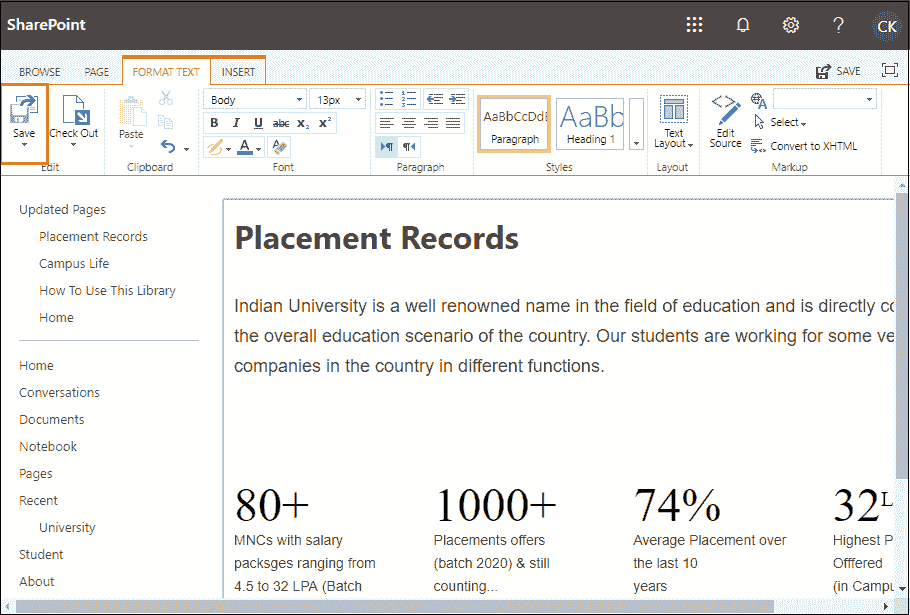 SharePoint
CK
BROWSE PAGE FORMAT TEXT INSERT SAVE
Save Check Out Paste
Body 13px
B I U abc X₂ X²
A
AaBbCcDdE AaBb
Paragraph Heading 1
Text Layout
Edit Source
A
Select
Convert to XHTML
Edit Clipboard Font Paragraph Styles Layout Markup
Updated Pages
Placement Records
Campus Life
How To Use This Library
Home
Home
Conversations
Documents
Notebook
Pages
Recent
University
Student
About
Placement Records
Indian University is a well renowned name in the field of education and is directly
the overall education scenario of the country. Our students are working for some
companies in the country in different functions.
80+
MNCs with salary
packsges ranging from
4.5 to 32 LPA (Batch
1000+
Placements offers
(batch 2020) & still
counting...
74%
Average Placement over
the last 10
years
32L
Highest P
Offfered
(in Campu